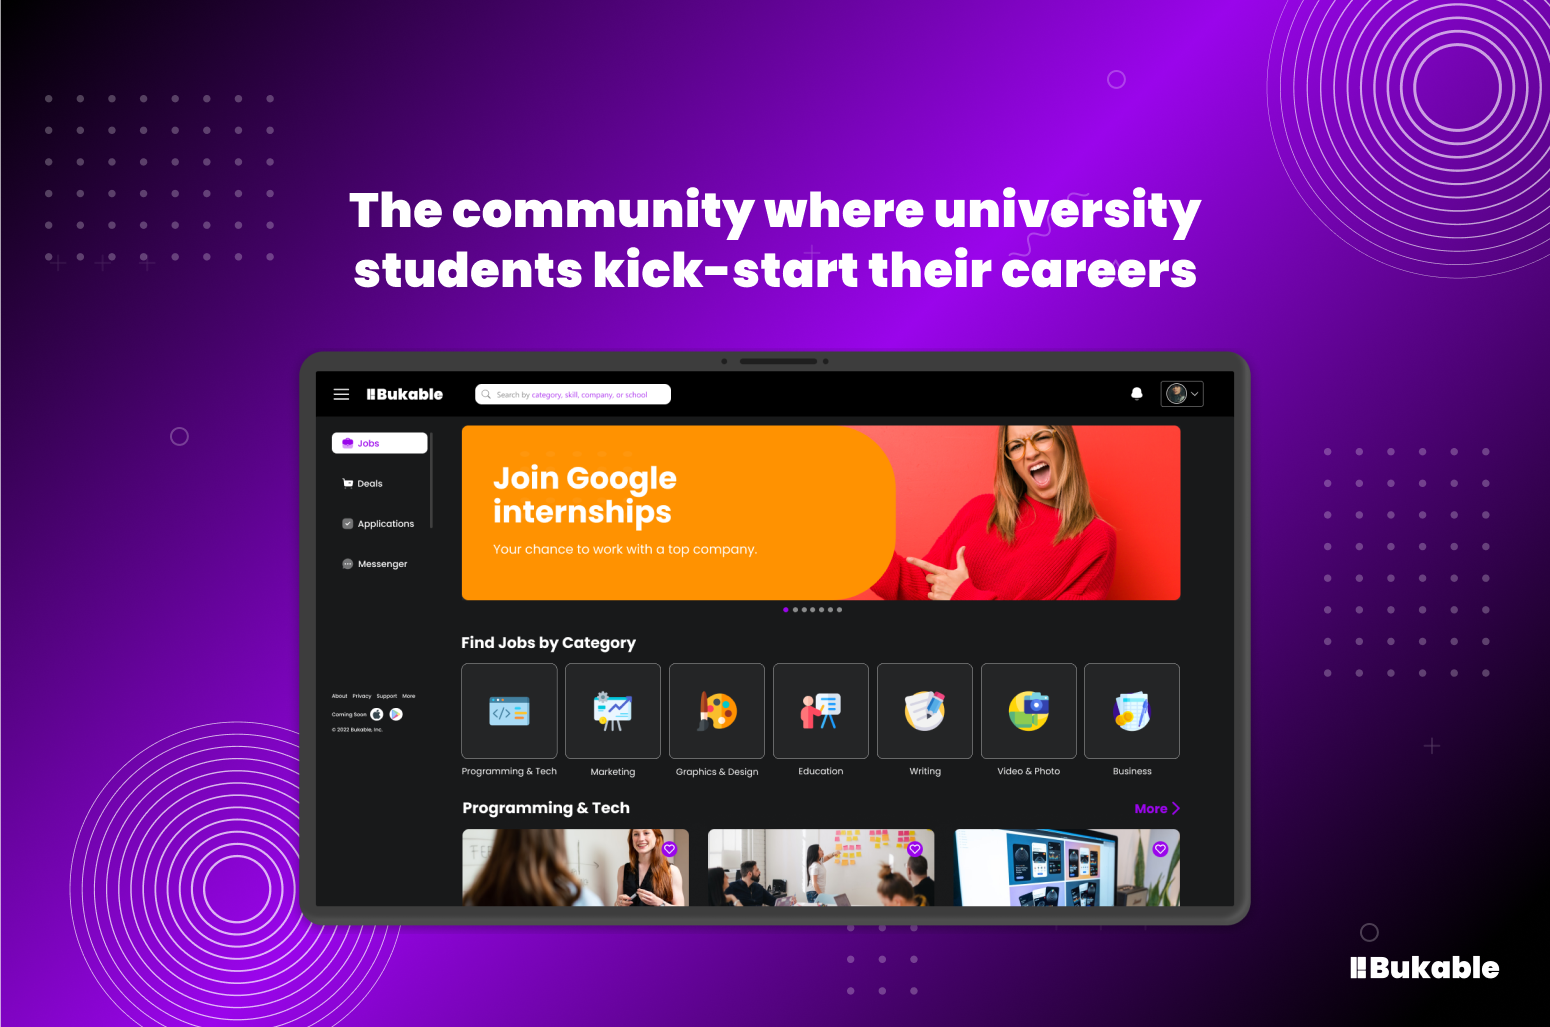 The community where university
students kick-start their careers
Bukable
Search by category, skill, company, or school
Jobs
Deals
Applications
Messenger
About Privacy Support More
Coming Soon
© 2022 Bukable, Inc.
Join Google
internships
Your chance to work with a top company.
Find Jobs by Category
Programming & Tech
Marketing
Graphics & Design
Education
Writing
Video & Photo
Business
Programming & Tech
More
Bukable